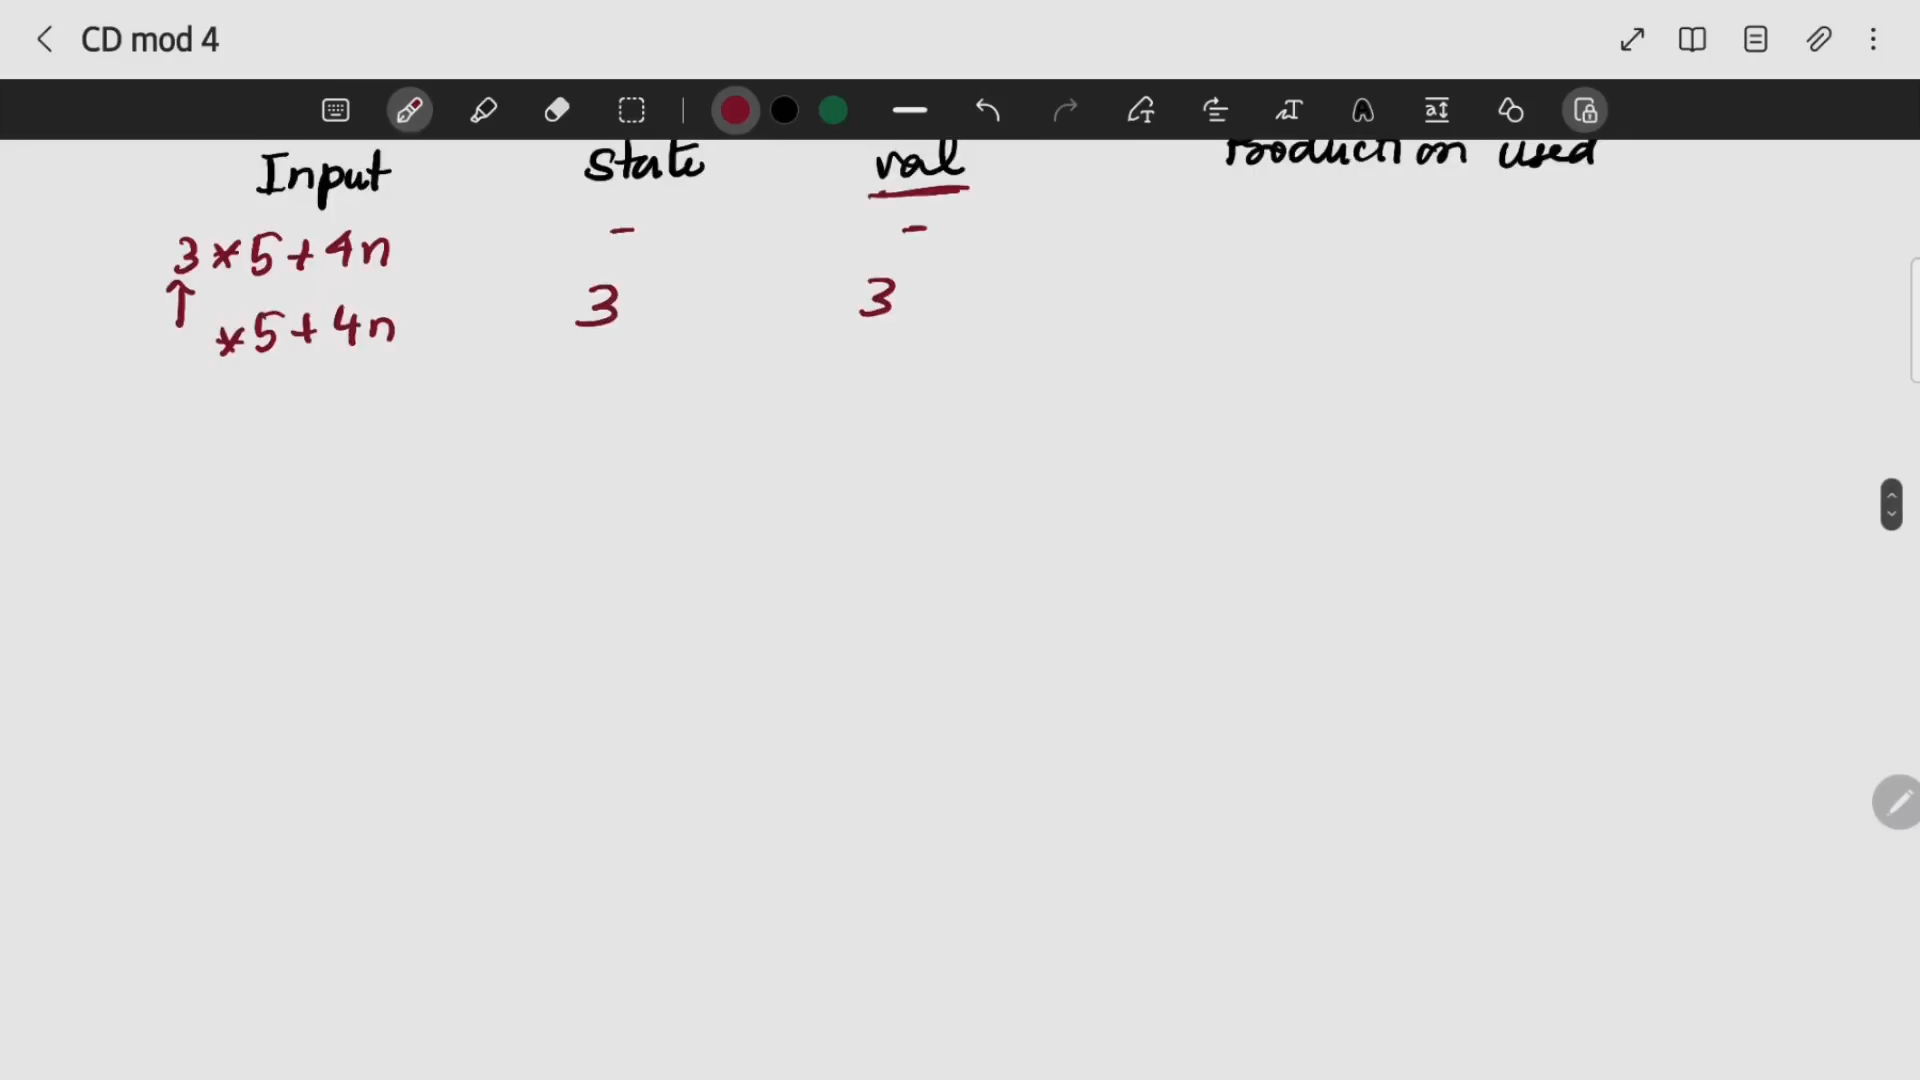 CD mod 4
Input State val Production used
3*5+4n - -
*5+4n 3 3